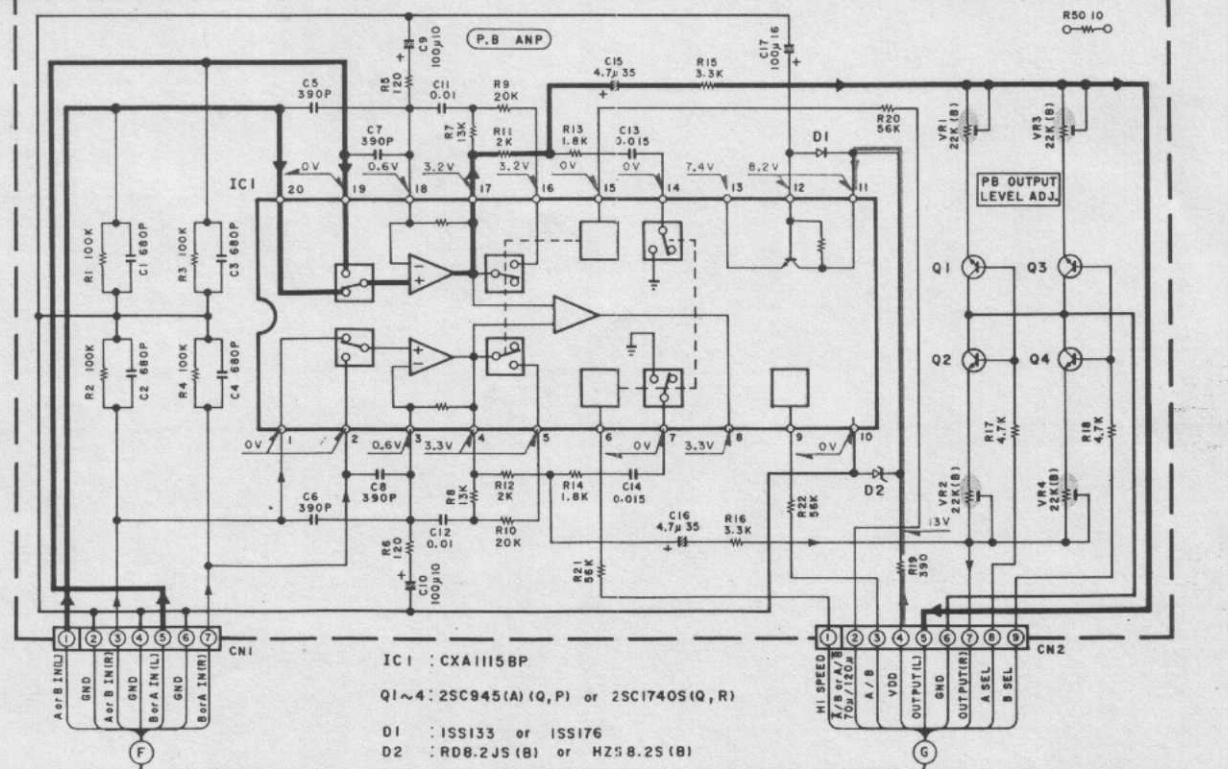 P.B ANP
R50 10
C9
100µ10
C17
100µ 16
C15
4.7µ 35
R15
3.3K
C5
390P
R5
120
C11
0.01
R9
20K
C7
390P
R7
13K
R11
2K
R13
1.8K
C13
0.015
R20
56K
D1
VR1
22K(B)
VR3
22K(B)
PB OUTPUT
LEVEL ADJ.
IC1
0V
0.6V
3.2V
3.2V
0V
0V
7.4V
8.2V
20
19
18
17
16
15
14
13
12
11
R1 100K
C1 680P
R3 100K
C3 680P
R2 100K
C2 680P
R4 100K
C4 680P
Q1
Q3
Q2
Q4
R17
4.7K
R18
4.7K
0V
1
2
0.6V
3
3.3V
4
5
6
0V
7
3.3V
8
9
0V
10
C8
390P
R8
13K
R12
2K
R14
1.8K
C14
0.015
D2
C6
390P
C12
0.01
R10
20K
R6
120
C10
100µ10
C16
4.7µ 35
R16
3.3K
R21
56K
R22
56K
13V
R19
390
VR2
22K(B)
VR4
22K(B)
1 2 3 4 5 6 7
CN1
AorB IN(L)
GND
AorB IN(R)
GND
BorA IN(L)
GND
BorA IN(R)
F
1 2 3 4 5 6 7 8 9
CN2
HI SPEED
A/B or A/B
70µ/120µ
A/B
VDD
OUTPUT(L)
GND
OUTPUT(R)
A SEL
B SEL
G
IC1 : CXA1115BP
Q1~4 : 2SC945(A)(Q,P) or 2SC1740S(Q,R)
D1 : ISS133 or ISS176
D2 : RD8.2JS(B) or HZS8.2S(B)